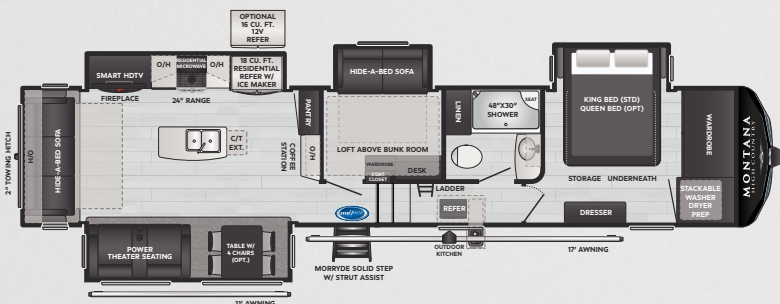 OPTIONAL
16 CU. FT.
12V
REFER
SMART HDTV
O/H
RESIDENTIAL
MICROWAVE
O/H
18 CU. FT.
RESIDENTIAL
REFER W/
ICE MAKER
FIREPLACE
24" RANGE
2" TOWING HITCH
H/O
HIDE-A-BED SOFA
C/T
EXT.
PANTRY
COFFEE
STATION
O/H
HIDE-A-BED SOFA
LOFT ABOVE BUNK ROOM
WARDROBE
DESK
COAT
CLOSET
LINEN
48"X30"
SHOWER
SEAT
KING BED (STD)
QUEEN BED (OPT)
WARDROBE
STORAGE UNDERNEATH
STACKABLE
WASHER
DRYER
PREP
MONTANA
HIGH COUNTRY
LADDER
REFER
DRESSER
POWER
THEATER SEATING
TABLE W/
4 CHAIRS
(OPT.)
OUTDOOR
KITCHEN
17' AWNING
MORRYDE SOLID STEP
W/ STRUT ASSIST
11' AWNING